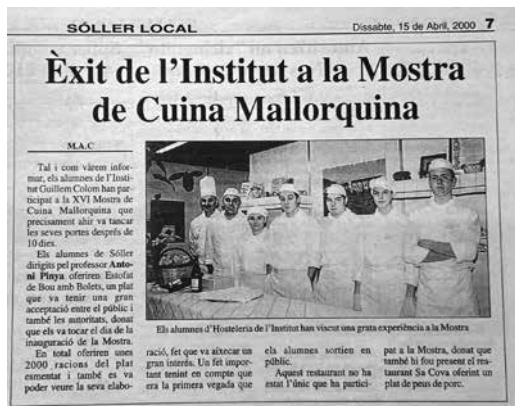 SÓLLER LOCAL
Dissabte, 15 de Abril, 2000 7
Èxit de l'Institut a la Mostra
de Cuina Mallorquina
M.A.C
Tal i com vàrem infor-
mar, els alumnes de l'Insti-
tut Guillem Colom han par-
ticipat a la XVI Mostra de
Cuina Mallorquina que
precisament ahir va tancar
les seves portes després de
10 dies.
Els alumnes de Sóller
dirigits pel professor Anto-
ni Pinya oferiren Estofat
de Bou amb Bolets, un plat
que va tenir una gran
acceptació entre el públic i
també les autoritats, donat
que els va tocar el dia de la
inauguració de la Mostra.
En total oferiren unes
2000 racions del plat
esmentat i també es va
poder veure la seva elabo-
Els alumnes d'Hosteleria de l'Institut han viscut una grata experiència a la Mostra
ració, fet que va aixecar un
gran interés. Un fet impor-
tant tenint en compte que
era la primera vegada que
els alumnes sortien en
públic.
Aquest restaurant no ha
estat l'únic que ha partici-
pat a la Mostra, donat que
també hi fou present el res-
taurant Sa Cova oferint un
plat de peus de porc.